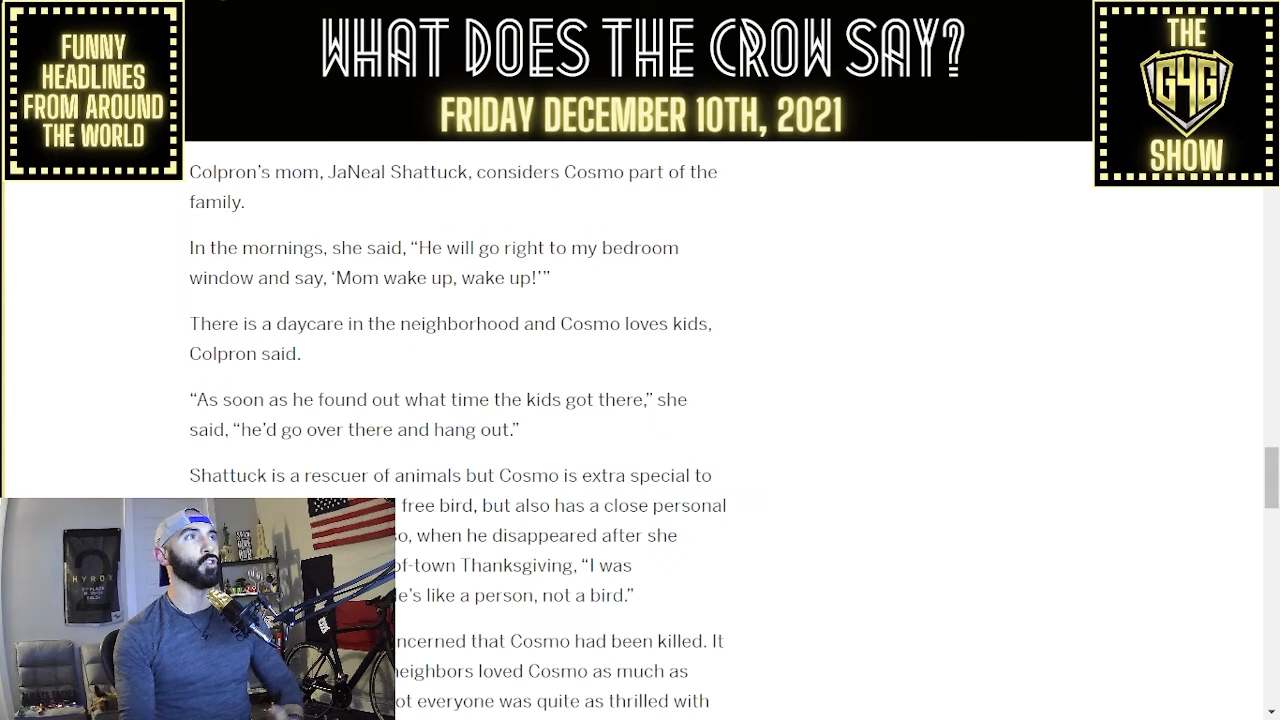 FUNNY
HEADLINES
FROM AROUND
THE WORLD
WHAT DOES THE CROW SAY?
FRIDAY DECEMBER 10TH, 2021
THE
G4G
SHOW
Colpron’s mom, JaNeal Shattuck, considers Cosmo part of the
family.
In the mornings, she said, “He will go right to my bedroom
window and say, ‘Mom wake up, wake up!’”
There is a daycare in the neighborhood and Cosmo loves kids,
Colpron said.
“As soon as he found out what time the kids got there,” she
said, “he’d go over there and hang out.”
Shattuck is a rescuer of animals but Cosmo is extra special to
free bird, but also has a close personal
o, when he disappeared after she
of-town Thanksgiving, “I was
e’s like a person, not a bird.”
ncerned that Cosmo had been killed. It
neighbors loved Cosmo as much as
ot everyone was quite as thrilled with
HYROX